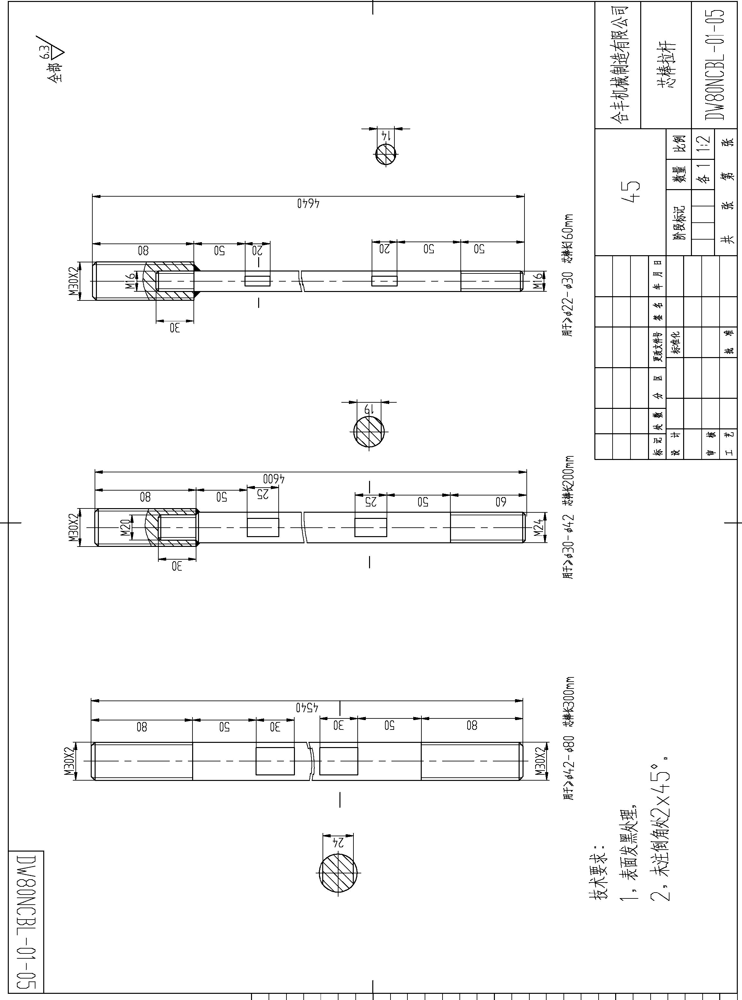 DW80NCBL-01-05
全部 6.3
M30X2
80
50
30
4540
30
50
80
M30X2
24
用于≥φ42-φ80 芯棒长300mm
M30X2
M20
30
80
50
25
4600
25
50
60
M24
19
用于≥φ30-φ42 芯棒长200mm
M30X2
M16
30
80
50
20
4640
20
50
50
M16
14
用于≥φ22-φ30 芯棒长160mm
技术要求：
1，表面发黑处理，
2，未注倒角处2×45°.
45
合丰机械制造有限公司
芯棒拉杆
DW80NCBL-01-05
标记 处数 分区 更改文件号 签名 年月日
设计 标准化 阶段标记 数量 比例
各1 1:2
审核
工艺 批准 共 张 第 张